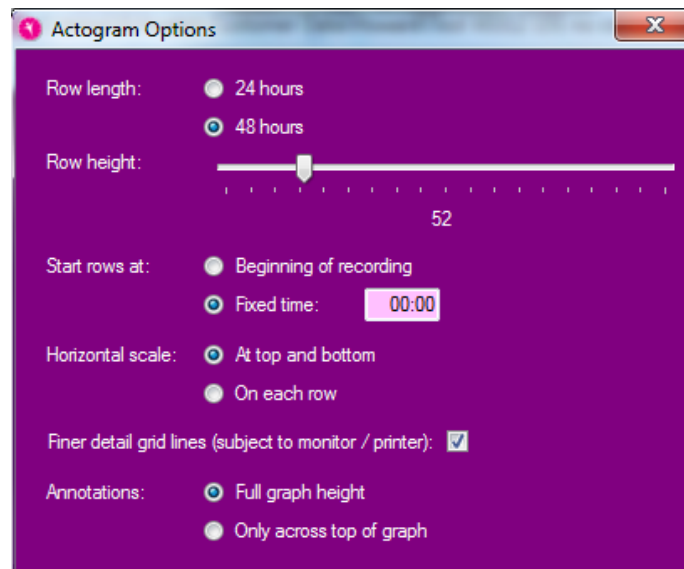 Actogram Options
Row length: 24 hours
48 hours
Row height:
52
Start rows at: Beginning of recording
Fixed time: 00:00
Horizontal scale: At top and bottom
On each row
Finer detail grid lines (subject to monitor / printer):
Annotations: Full graph height
Only across top of graph